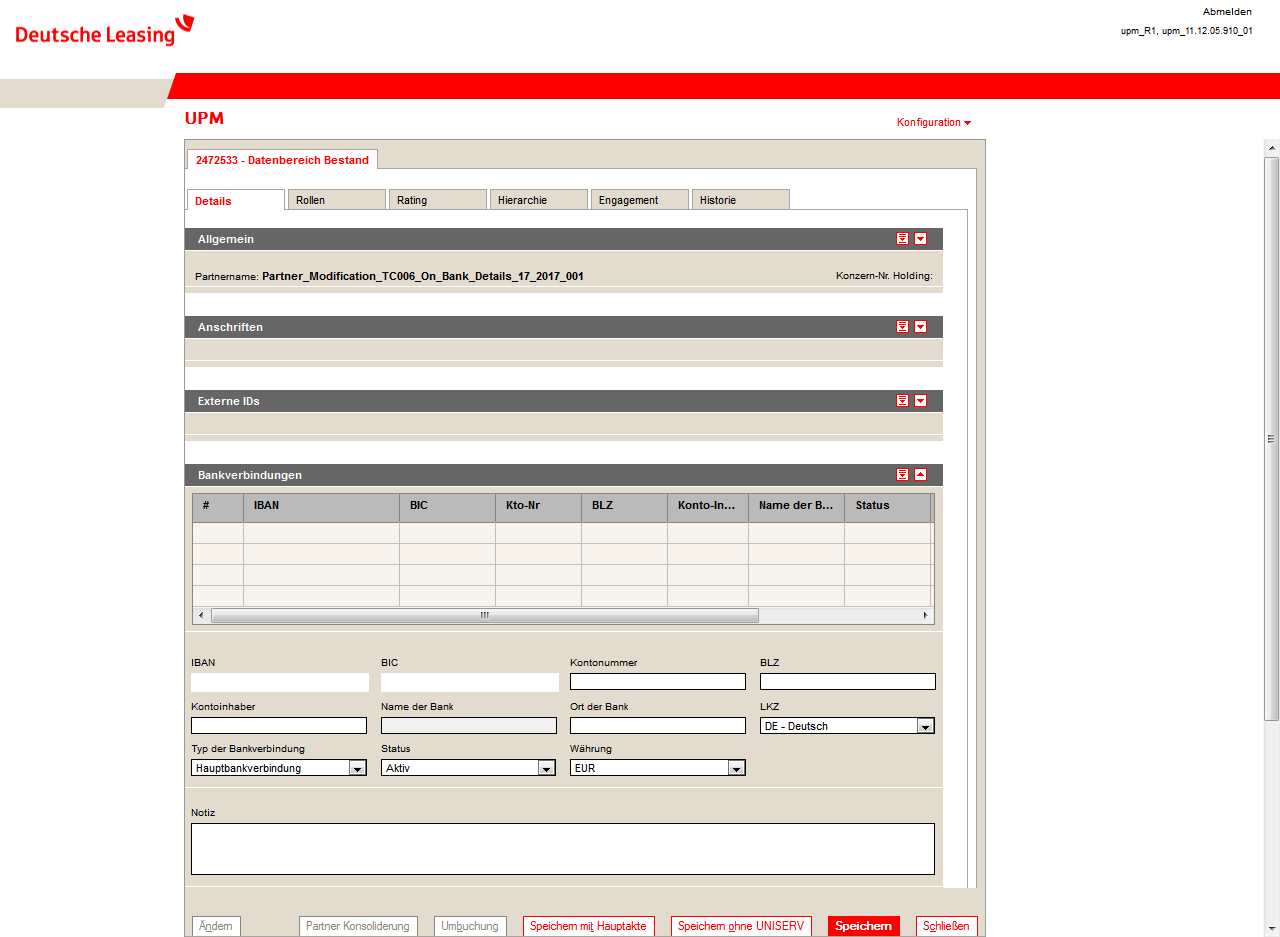 Deutsche Leasing
Abmelden
upm_R1, upm_11.12.05.910_01
UPM
Konfiguration
2472533 - Datenbereich Bestand
Details Rollen Rating Hierarchie Engagement Historie
Allgemein
Partnername: Partner_Modification_TC006_On_Bank_Details_17_2017_001 Konzern-Nr. Holding:
Anschriften
Externe IDs
Bankverbindungen
# IBAN BIC Kto-Nr BLZ Konto-In... Name der B... Status
IBAN BIC Kontonummer BLZ
Kontoinhaber Name der Bank Ort der Bank LKZ
DE - Deutsch
Typ der Bankverbindung Status Währung
Hauptbankverbindung Aktiv EUR
Notiz
Ändern Partner Konsolidierung Umbuchung Speichern mit Hauptakte Speichern ohne UNISERV Speichern Schließen